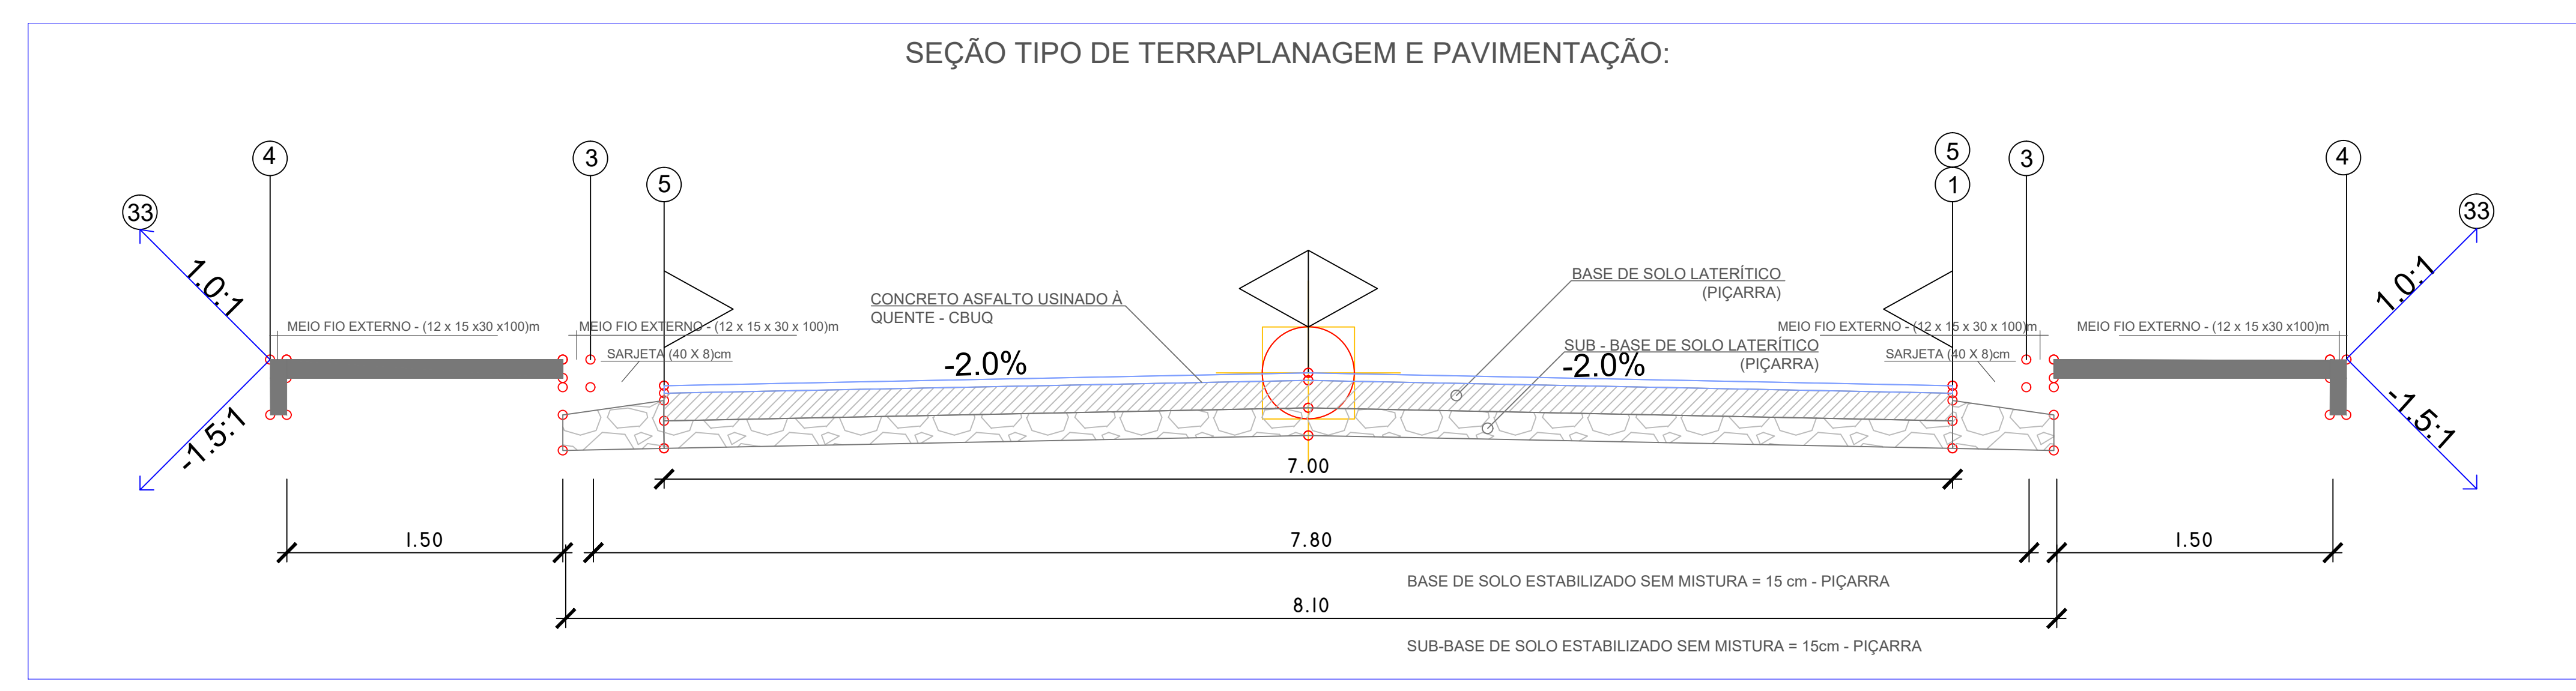 SEÇÃO TIPO DE TERRAPLANAGEM E PAVIMENTAÇÃO:
5
4
3
1
3
4
5
33
33
1.0:1
1.0:1
BASE DE SOLO LATERÍTICO
(PIÇARRA)
CONCRETO ASFALTO USINADO À
QUENTE - CBUQ
MEIO FIO EXTERNO - (12 x 15 x30 x100)m
MEIO FIO EXTERNO - (12 x 15 x 30 x 100)m
MEIO FIO EXTERNO - (12 x 15 x 30 x 100)m
MEIO FIO EXTERNO - (12 x 15 x30 x100)m
SUB - BASE DE SOLO LATERÍTICO
(PIÇARRA)
SARJETA (40 X 8)cm
SARJETA (40 X 8)cm
-2.0%
-2.0%
-1.5:1
-1.5:1
7.00
1.50
7.80
1.50
BASE DE SOLO ESTABILIZADO SEM MISTURA = 15 cm - PIÇARRA
8.10
SUB-BASE DE SOLO ESTABILIZADO SEM MISTURA = 15cm - PIÇARRA